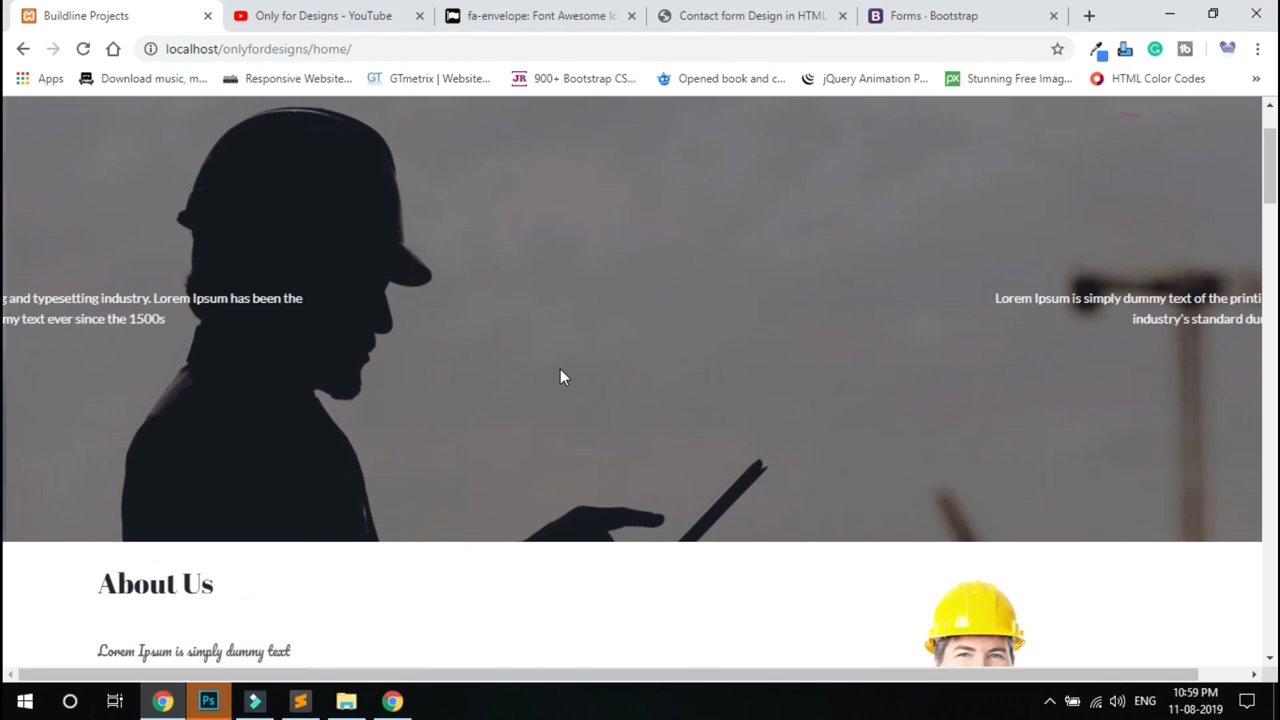 Buildline Projects
Only for Designs - YouTube
fa-envelope: Font Awesome Ic
Contact form Design in HTML
B
Forms · Bootstrap
localhost/onlyfordesigns/home/
Apps
Download music, m...
Responsive Website...
GT
GTmetrix | Website...
JR
900+ Bootstrap CS...
Opened book and c...
jQuery Animation P...
px
Stunning Free Imag...
HTML Color Codes
»
g and typesetting industry. Lorem Ipsum has been the
my text ever since the 1500s
Lorem Ipsum is simply dummy text of the printi
industry's standard du
About Us
Lorem Ipsum is simply dummy text
Ps
ENG
10:59 PM
11-08-2019